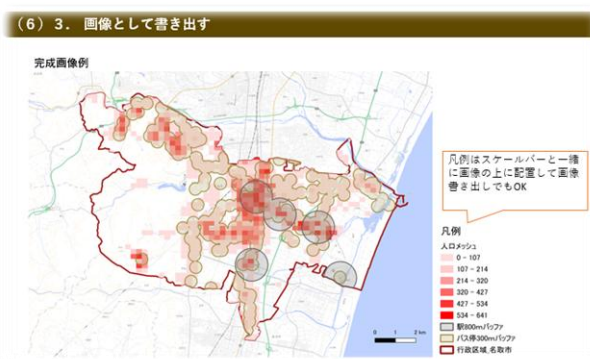 (6)3. 画像として書き出す
完成画像例
凡例はスケールバーと一緒
に画像の上に配置して画像
書き出しでもOK
凡例
人口メッシュ
0 - 107
107 - 214
214 - 320
320 - 427
427 - 534
534 - 641
駅800mバッファ
バス停300mバッファ
行政区域_名取市
0 1 2 km